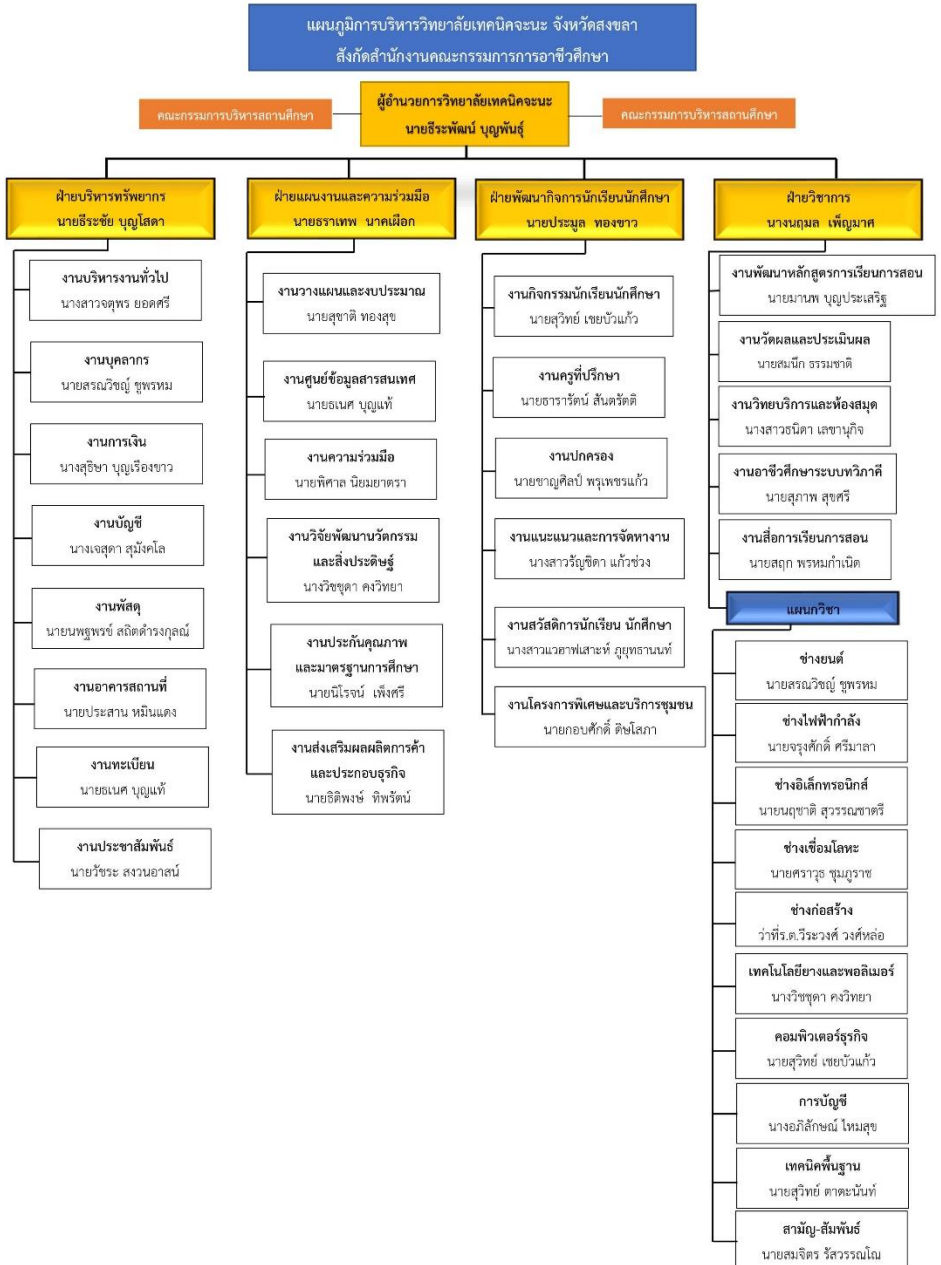 แผนภูมิการบริหารวิทยาลัยเทคนิคจะนะ จังหวัดสงขลา
สังกัดสำนักงานคณะกรรมการการอาชีวศึกษา
คณะกรรมการบริหารสถานศึกษา
ผู้อำนวยการวิทยาลัยเทคนิคจะนะ
นายธีระพัฒน์ บุญพันธุ์
คณะกรรมการบริหารสถานศึกษา
ฝ่ายบริหารทรัพยากร
นายธีระชัย บุญโสดา
งานบริหารงานทั่วไป
นางสาวจตุพร ยอดศรี
งานบุคลากร
นายสรณวิชญ์ ชูพรหม
งานการเงิน
นางสุธิษา บุญเรืองขาว
งานบัญชี
นางเจสุดา สุมังคโล
งานพัสดุ
นายนพฐพรช์ สถิตดำรงกุลณ์
งานอาคารสถานที่
นายประสาน หมินแดง
งานทะเบียน
นายธเนศ บุญแท้
งานประชาสัมพันธ์
นายวัชระ สงวนอาสน์
ฝ่ายแผนงานและความร่วมมือ
นายธราเทพ นาคเผือก
งานวางแผนและงบประมาณ
นายสุชาติ ทองสุข
งานศูนย์ข้อมูลสารสนเทศ
นายธเนศ บุญแท้
งานความร่วมมือ
นายพิศาล นิยมยาตรา
งานวิจัยพัฒนานวัตกรรม
และสิ่งประดิษฐ์
นางวิชชุดา คงวิทยา
งานประกันคุณภาพ
และมาตรฐานการศึกษา
นายนิโรจน์ เพ็งศรี
งานส่งเสริมผลผลิตการค้า
และประกอบธุรกิจ
นายธิติพงษ์ ทิพรัตน์
ฝ่ายพัฒนากิจการนักเรียนนักศึกษา
นายประมูล ทองขาว
งานกิจกรรมนักเรียนนักศึกษา
นายสุวิทย์ เชยบัวแก้ว
งานครูที่ปรึกษา
นายธารารัตน์ สันตรัตติ
งานปกครอง
นายชาญศิลป์ พรุเพชรแก้ว
งานแนะแนวและการจัดหางาน
นางสาวรัญชิดา แก้วช่วง
งานสวัสดิการนักเรียน นักศึกษา
นางสาวแวฮาฟเสาะห์ ภูยุทธานนท์
งานโครงการพิเศษและบริการชุมชน
นายกอบศักดิ์ ดิษโสภา
ฝ่ายวิชาการ
นางนฤมล เพ็ญมาศ
งานพัฒนาหลักสูตรการเรียนการสอน
นายมานพ บุญประเสริฐ
งานวัดผลและประเมินผล
นายสมนึก ธรรมชาติ
งานวิทยบริการและห้องสมุด
นางสาวธนิตา เลขานุกิจ
งานอาชีวศึกษาระบบทวิภาคี
นายสุภาพ สุขศรี
งานสื่อการเรียนการสอน
นายสฤก พรหมกำเนิด
แผนกวิชา
ช่างยนต์
นายสรณวิชญ์ ชูพรหม
ช่างไฟฟ้ากำลัง
นายจรุงศักดิ์ ศรีมาลา
ช่างอิเล็กทรอนิกส์
นายนฤชาติ สุวรรณชาตรี
ช่างเชื่อมโลหะ
นายศราวุธ ชุมภูราช
ช่างก่อสร้าง
ว่าที่ร.ต.วีระวงศ์ วงศ์หล่อ
เทคโนโลยียางและพอลิเมอร์
นางวิชชุดา คงวิทยา
คอมพิวเตอร์ธุรกิจ
นายสุวิทย์ เชยบัวแก้ว
การบัญชี
นางอภิลักษณ์ ไหมสุข
เทคนิคพื้นฐาน
นายสุวิทย์ ตาตะนันท์
สามัญ-สัมพันธ์
นายสมจิตร รัสวรรณโณ